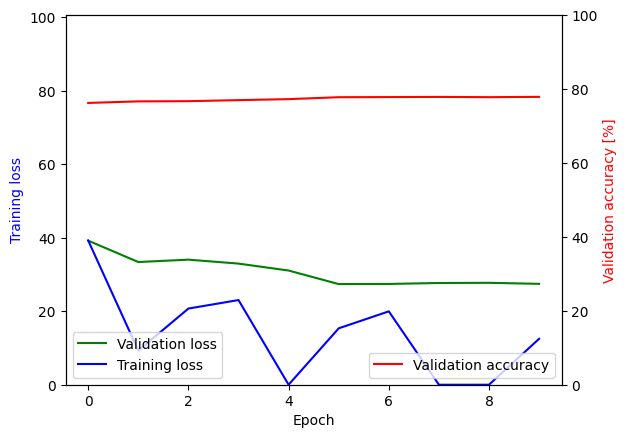 100
80
60
40
20
0
Training loss
100
80
60
40
20
0
Validation accuracy [%]
Validation loss
Training loss
Validation accuracy
0 2 4 6 8
Epoch